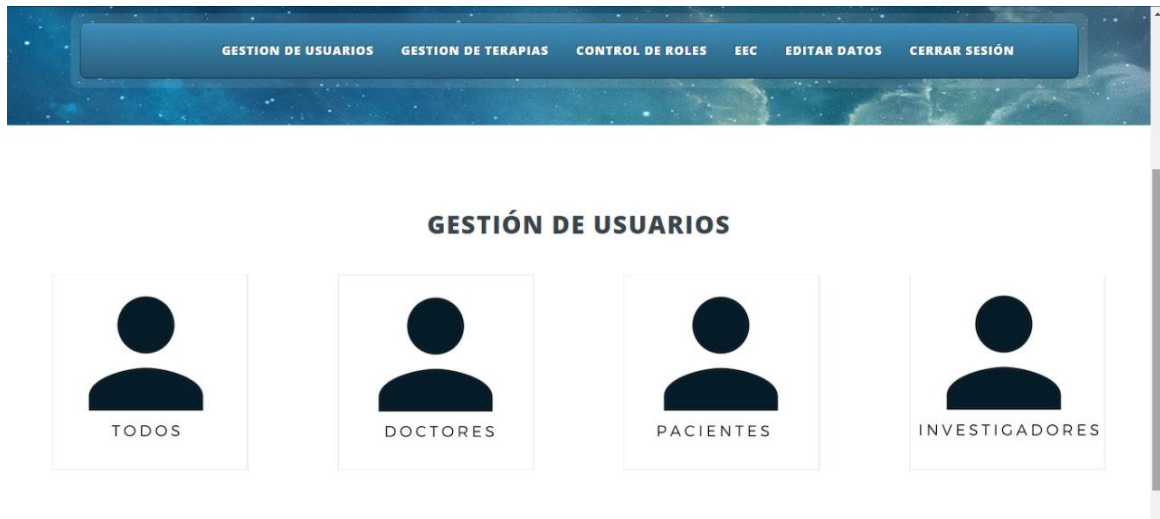 GESTION DE USUARIOS GESTION DE TERAPIAS CONTROL DE ROLES EEC EDITAR DATOS CERRAR SESIÓN
GESTIÓN DE USUARIOS
TODOS DOCTORES PACIENTES INVESTIGADORES